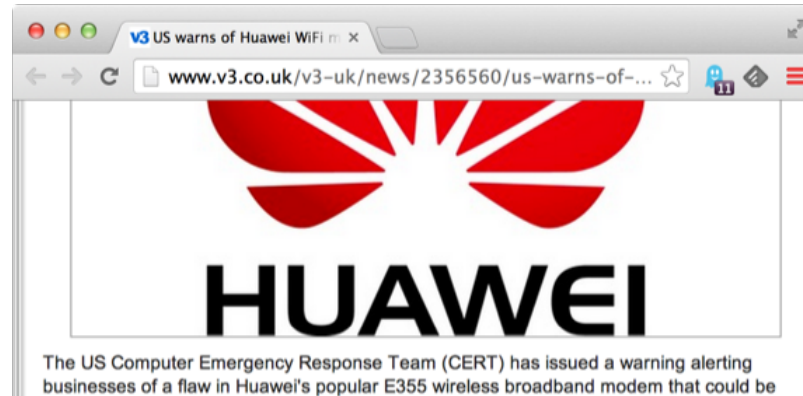 V3 US warns of Huawei WiFi m
www.v3.co.uk/v3-uk/news/2356560/us-warns-of-...
11
HUAWEI
The US Computer Emergency Response Team (CERT) has issued a warning alerting
businesses of a flaw in Huawei's popular E355 wireless broadband modem that could be